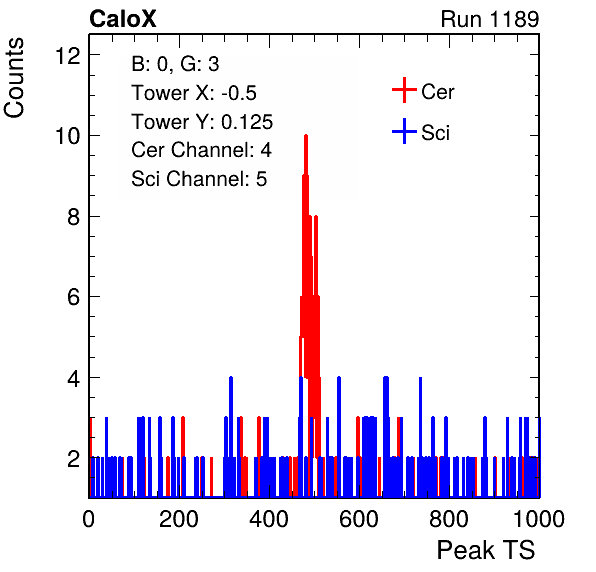 CaloX Run 1189
Counts
12
10
8
6
4
2
B: 0, G: 3
Tower X: -0.5
Tower Y: 0.125
Cer Channel: 4
Sci Channel: 5
Cer
Sci
0 200 400 600 800 1000
Peak TS